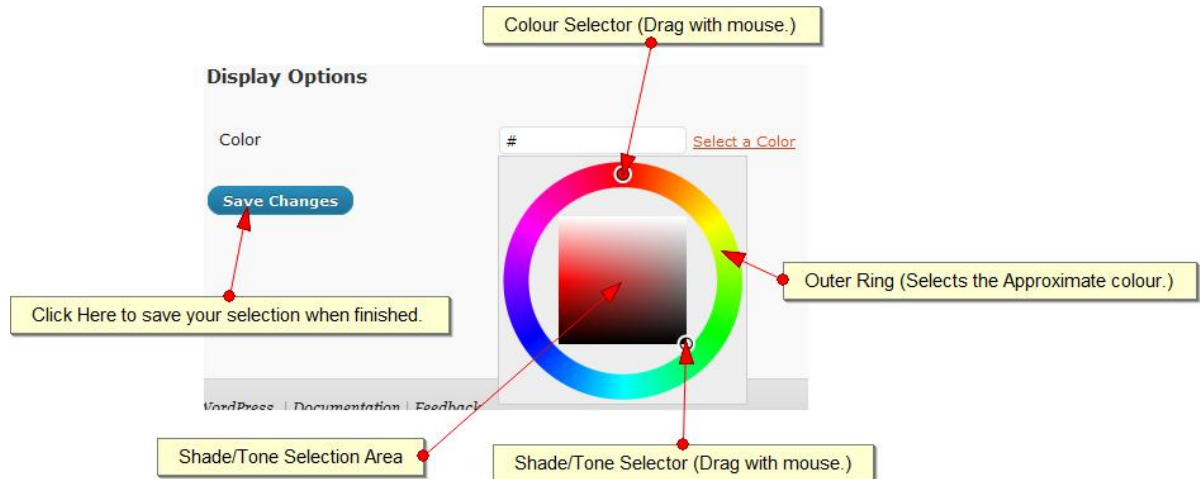 Colour Selector (Drag with mouse.)
Display Options
Color
#
Select a Color
Save Changes
Outer Ring (Selects the Approximate colour.)
Click Here to save your selection when finished.
WordPress | Documentation | Feedback
Shade/Tone Selection Area
Shade/Tone Selector (Drag with mouse.)